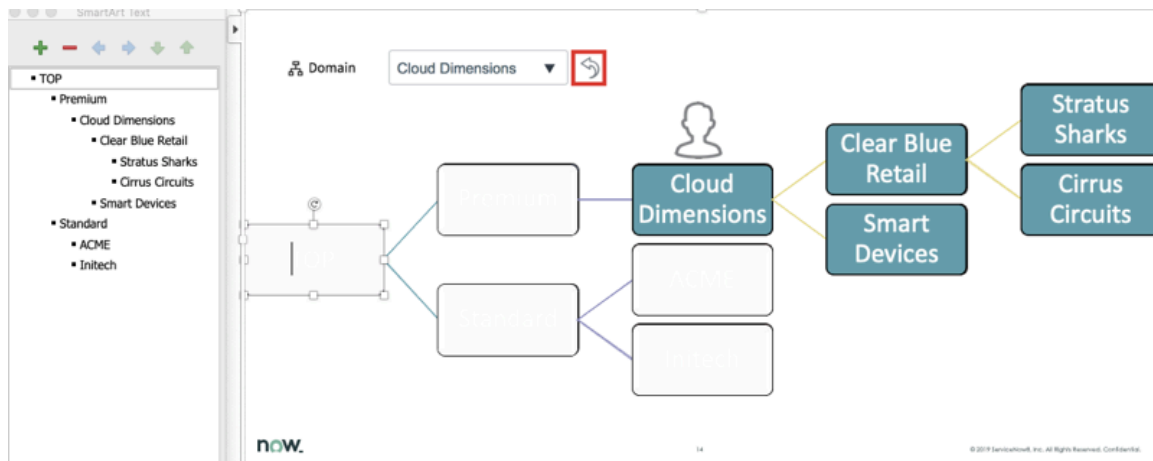 SmartArt Text
TOP
Premium
Cloud Dimensions
Clear Blue Retail
Stratus Sharks
Cirrus Circuits
Smart Devices
Standard
ACME
Initech
Domain
Cloud Dimensions
Stratus
Sharks
Clear Blue
Retail
Premium
Cloud
Dimensions
Cirrus
Circuits
Smart
Devices
TOP
ACME
Standard
Initech
now.
14
© 2019 ServiceNow®, Inc. All Rights Reserved. Confidential.